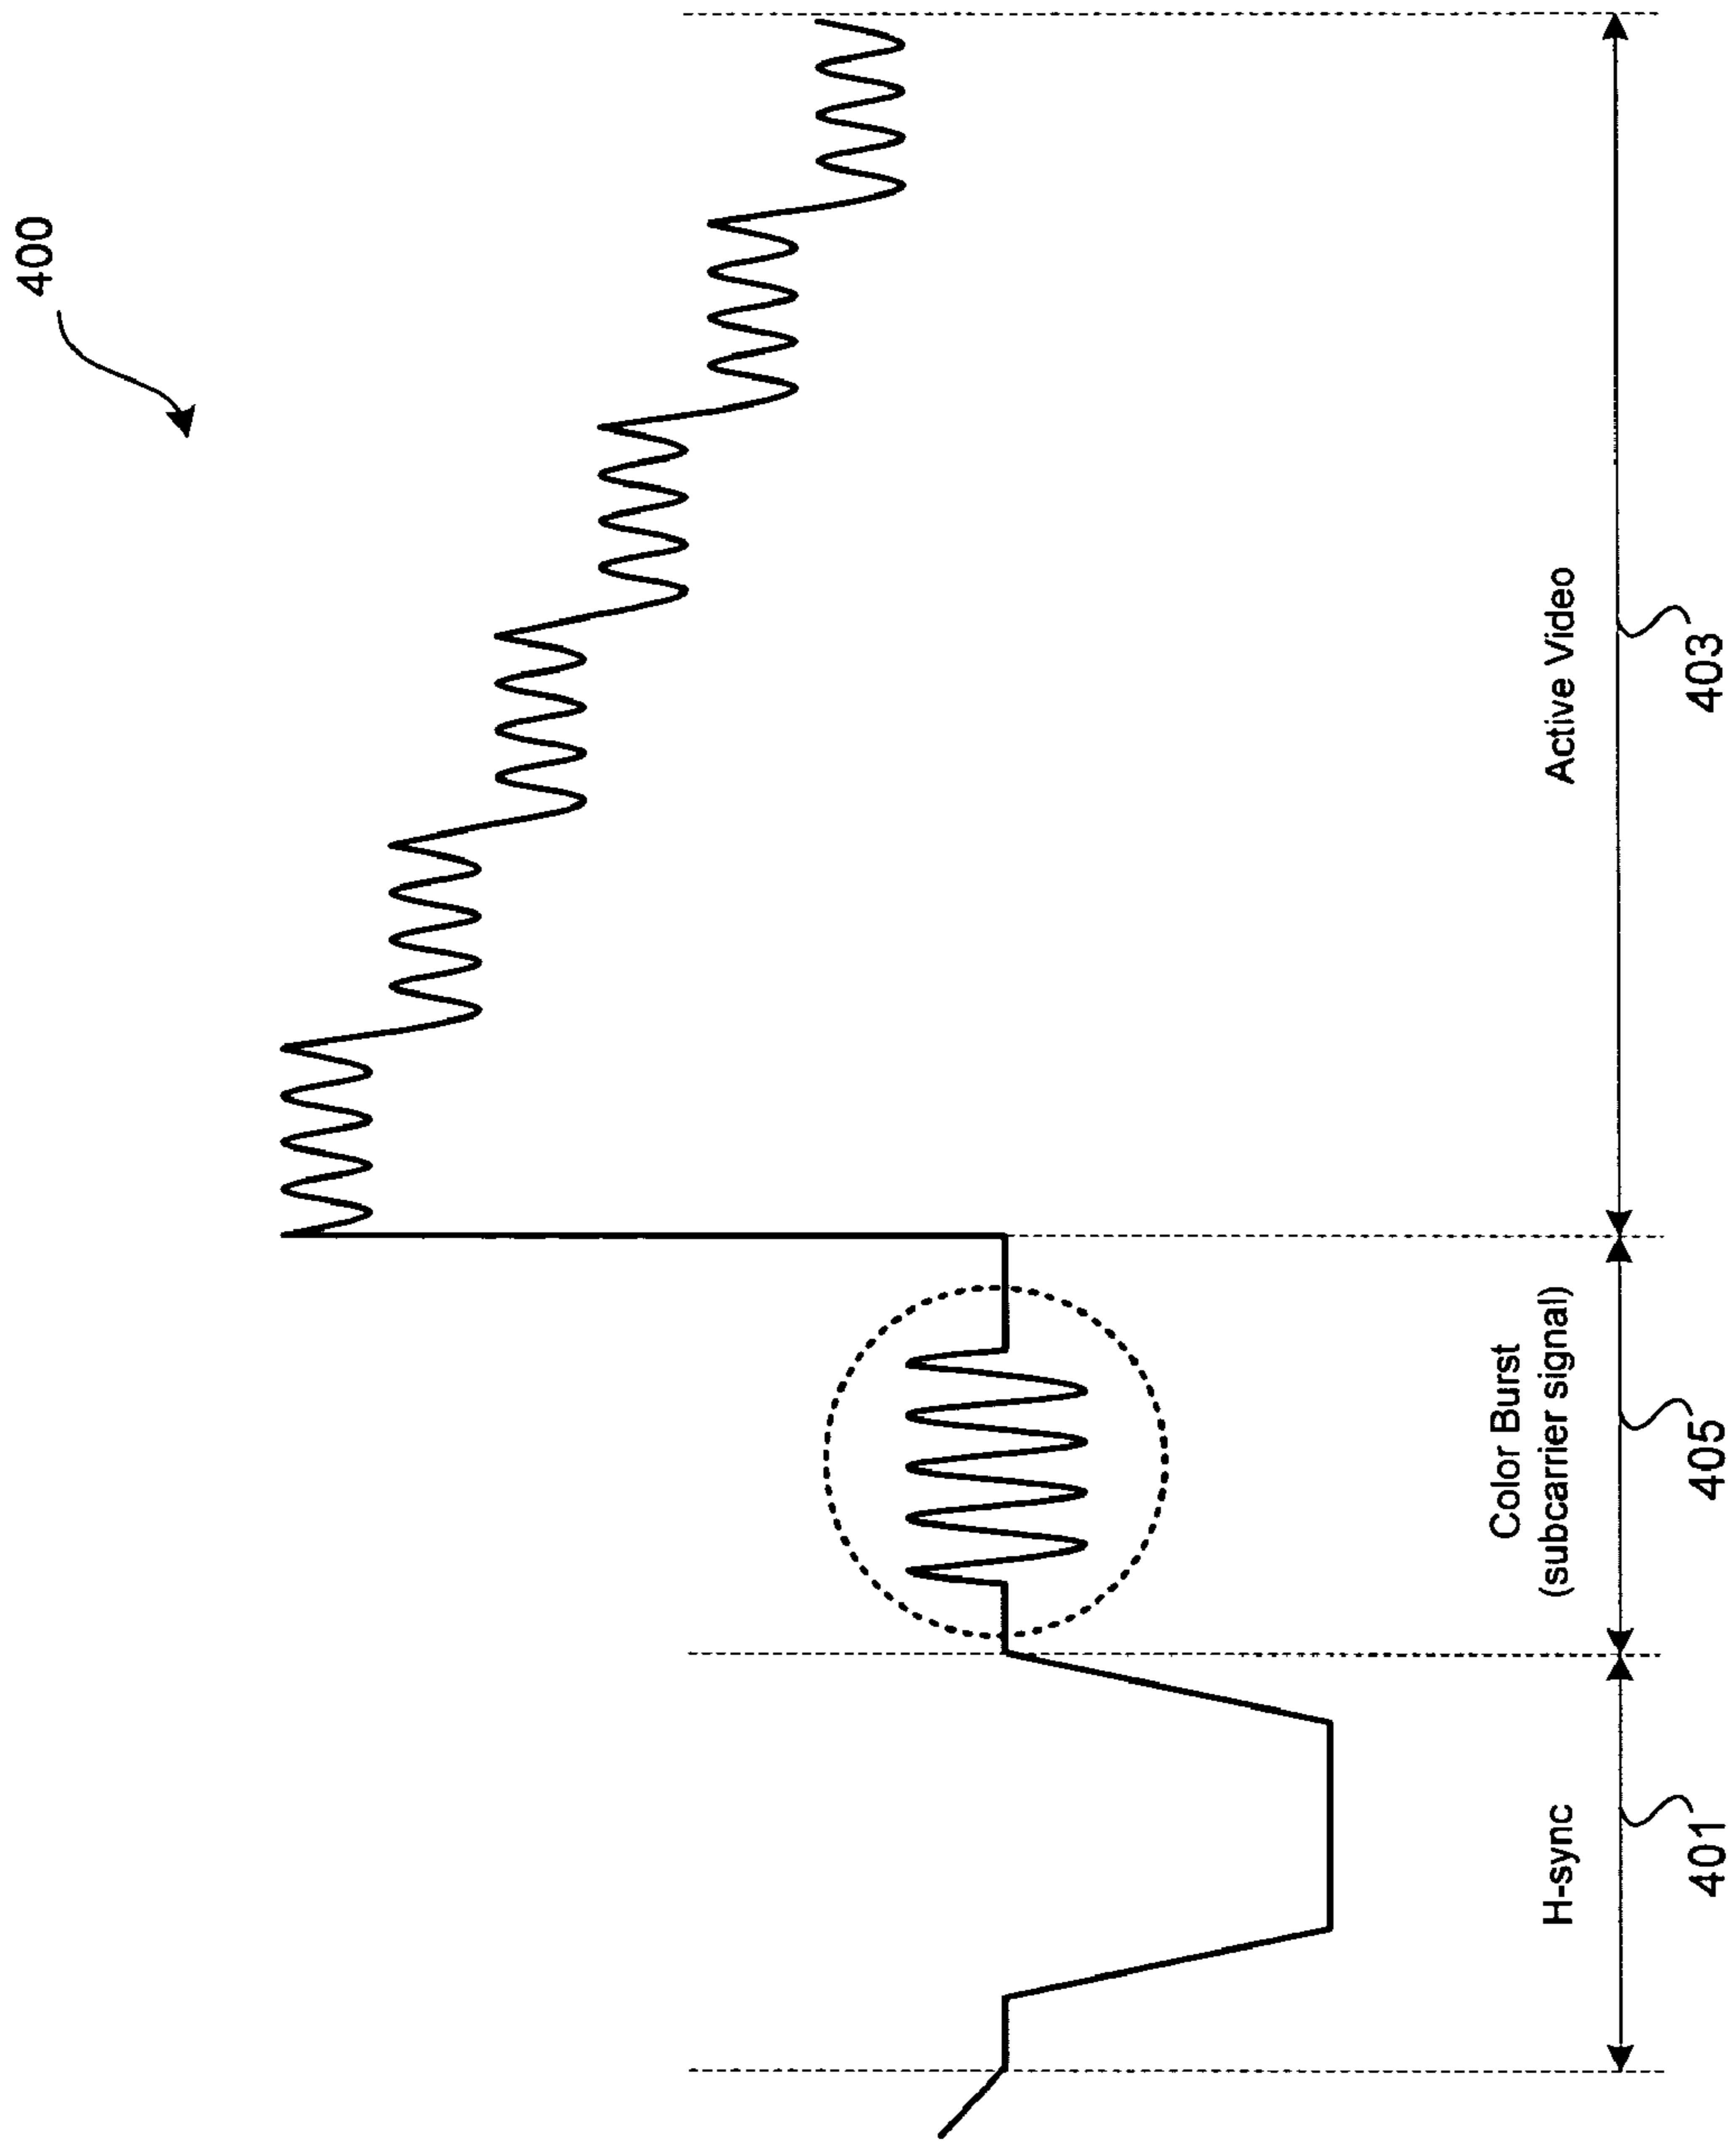 400
H-sync
Color Burst
(subcarrier signal)
Active Video
401
405
403